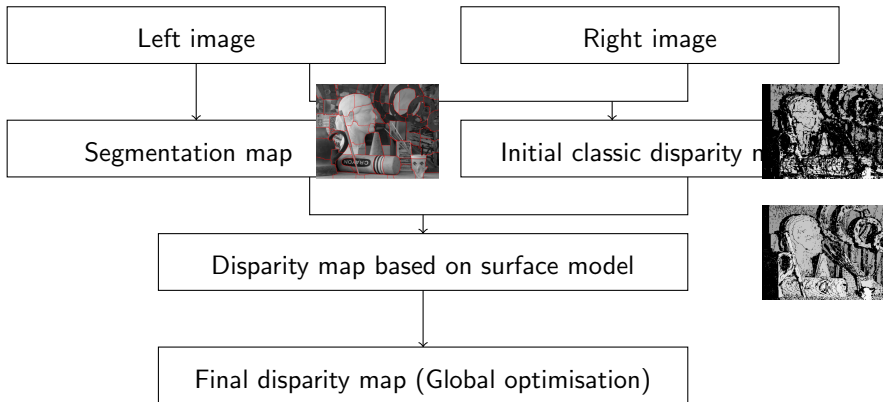 Left image
Right image
Segmentation map
CRAYON
Initial classic disparity
Disparity map based on surface model
Final disparity map (Global optimisation)